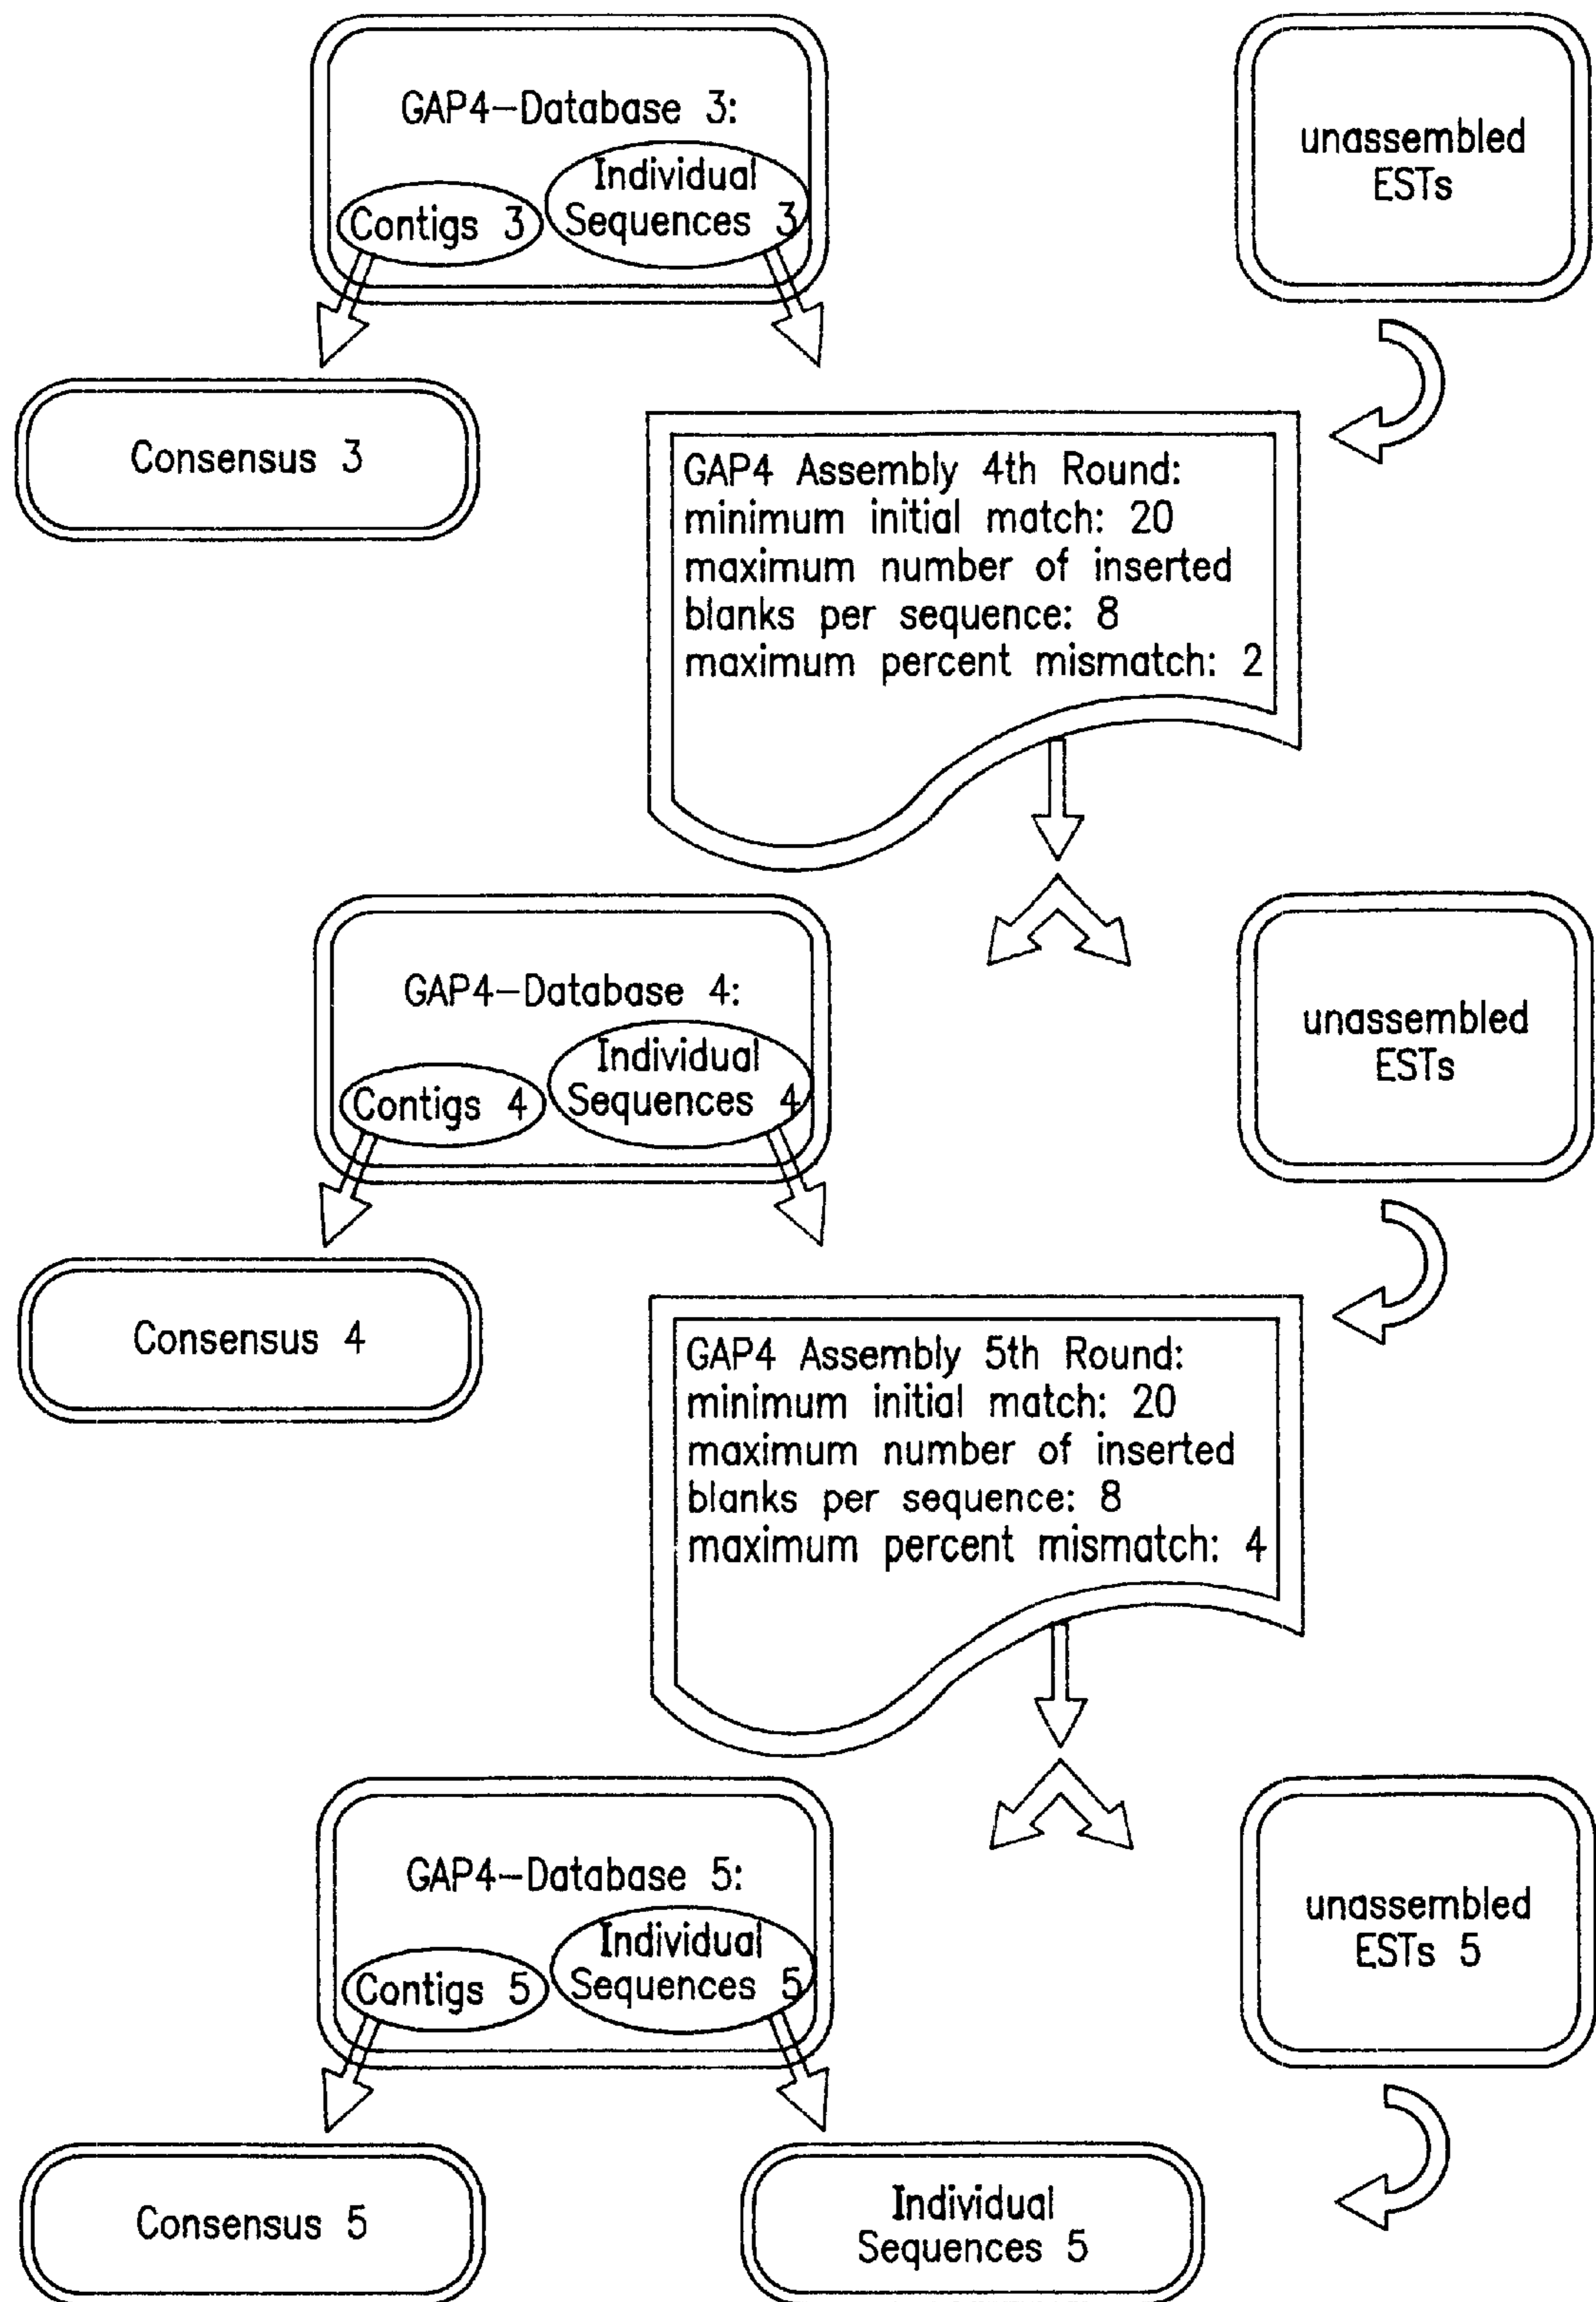 GAP4-Database 3:
Individual
Sequences 3
Contigs 3
unassembled
ESTs
Consensus 3
GAP4 Assembly 4th Round:
minimum initial match: 20
maximum number of inserted
blanks per sequence: 8
maximum percent mismatch: 2
GAP4-Database 4:
Individual
Sequences 4
Contigs 4
unassembled
ESTs
Consensus 4
GAP4 Assembly 5th Round:
minimum initial match: 20
maximum number of inserted
blanks per sequence: 8
maximum percent mismatch: 4
GAP4-Database 5:
Individual
Sequences 5
Contigs 5
unassembled
ESTs 5
Consensus 5
Individual
Sequences 5